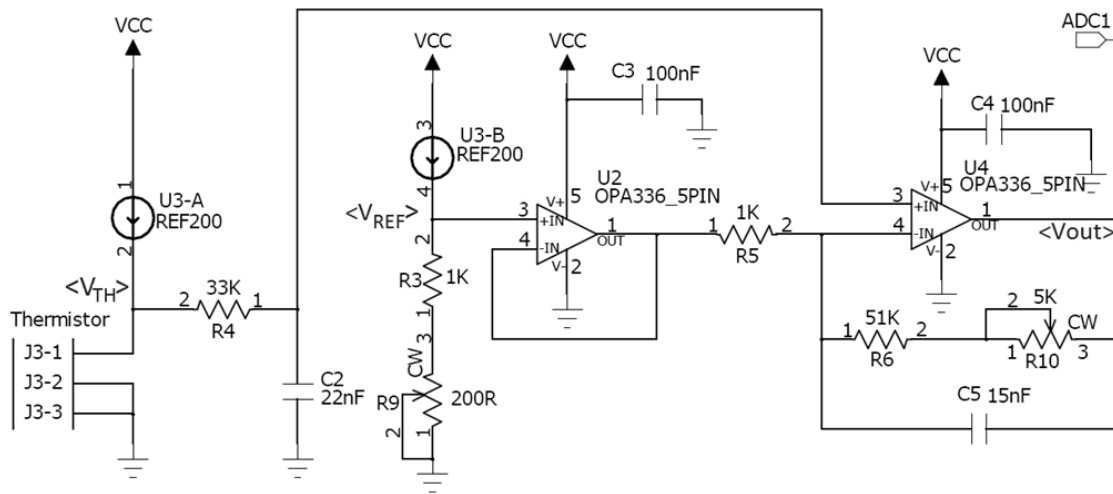 VCC
1
U3-A
REF200
2
<VTH>
2
33K
1
R4
Thermistor
J3-1
J3-2
J3-3
C2
22nF
VCC
3
U3-B
REF200
4
<VREF>
2
R3
1K
1
3
CW
R9
200R
2
1
VCC
C3
100nF
U2
OPA336_5PIN
V+
5
3
+IN
4
-IN
1
OUT
V-
2
1
1K
2
R5
ADC1
VCC
C4
100nF
U4
OPA336_5PIN
V+
5
3
+IN
4
-IN
1
OUT
V-
2
<Vout>
1
51K
2
R6
2
5K
CW
1
R10
3
C5
15nF